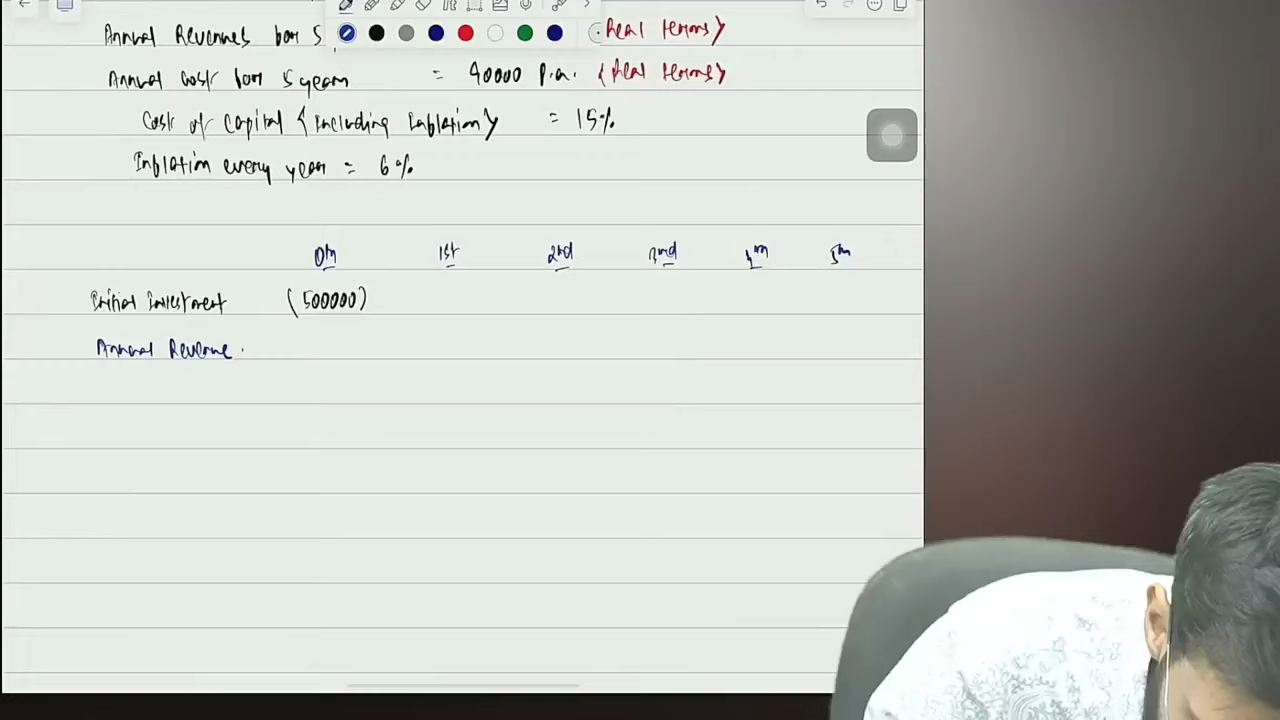 Annual Revenues for 5 {Real terms}
Annual Cost for 5 years = 40000 P.a. {Real terms}
Cost of Capital {Including Inflation} = 15%
Inflation every year = 6%
0th 1st 2nd 3rd 4th 5th
Initial Investment (500000)
Annual Revenue